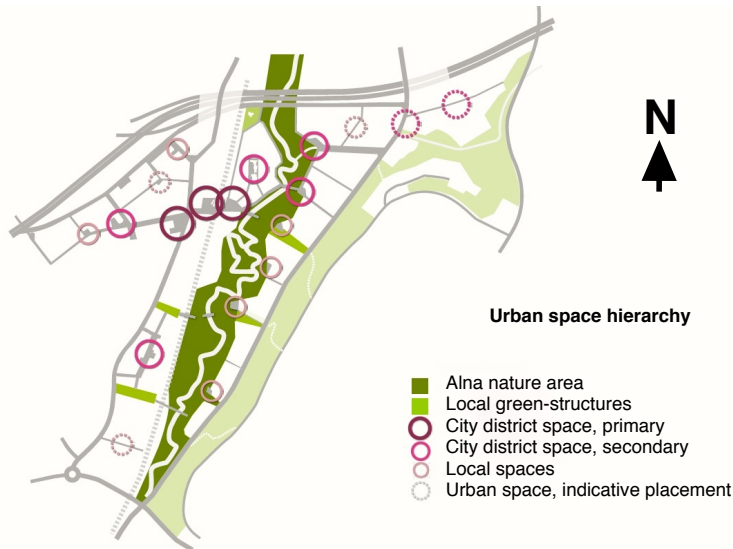 N
Urban space hierarchy
Alna nature area
Local green-structures
City district space, primary
City district space, secondary
Local spaces
Urban space, indicative placement